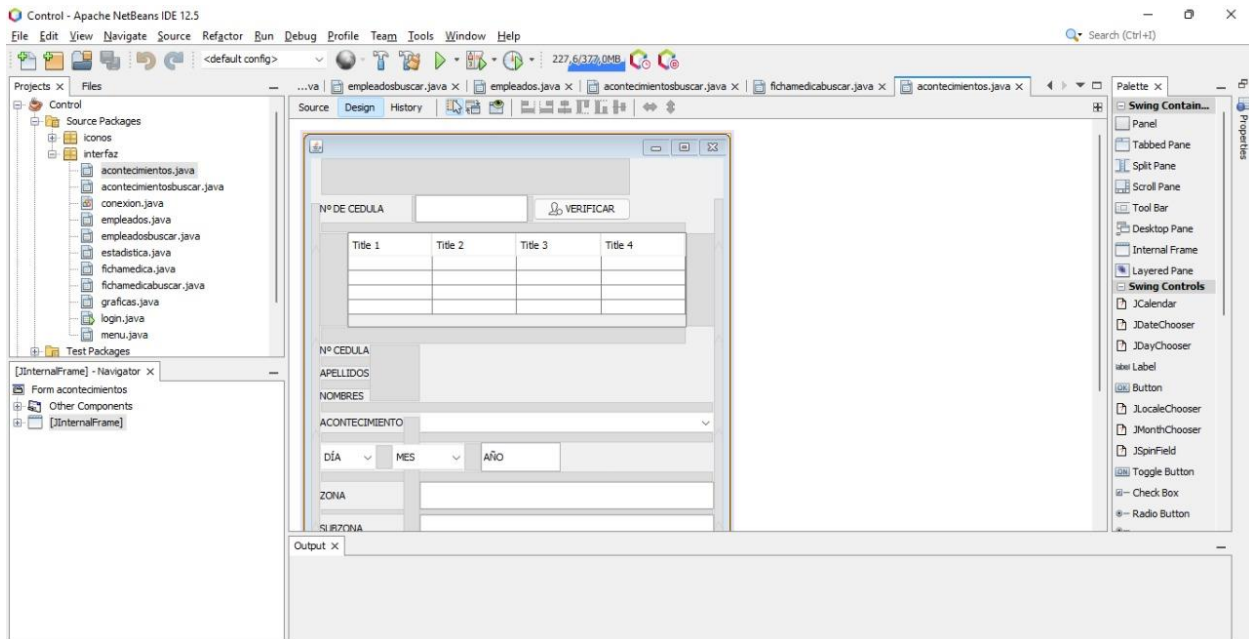 Control - Apache NetBeans IDE 12.5
File Edit View Navigate Source Refactor Run Debug Profile Team Tools Window Help
Search (Ctrl+I)
<default config>
227,6/377,0MB
Projects Files
Control
Source Packages
iconos
interfaz
acontecimientos.java
acontecimientosbuscar.java
conexion.java
empleados.java
empleadosbuscar.java
estadistica.java
fichamedica.java
fichamedicabuscar.java
graficas.java
login.java
menu.java
Test Packages
[JInternalFrame] - Navigator
Form acontecimientos
Other Components
[JInternalFrame]
...va empleadosbuscar.java empleados.java acontecimientosbuscar.java fichamedicabuscar.java acontecimientos.java
Source Design History
Nº DE CEDULA VERIFICAR
Title 1 Title 2 Title 3 Title 4
Nº CEDULA
APELLIDOS
NOMBRES
ACONTECIMIENTO
DÍA MES AÑO
ZONA
SUBZONA
Output
Palette
Swing Contain...
Panel
Tabbed Pane
Split Pane
Scroll Pane
Tool Bar
Desktop Pane
Internal Frame
Layered Pane
Swing Controls
JCalendar
JDateChooser
JDayChooser
label Label
OK Button
JLocaleChooser
JMonthChooser
JSpinField
ON Toggle Button
Check Box
Radio Button
Properties